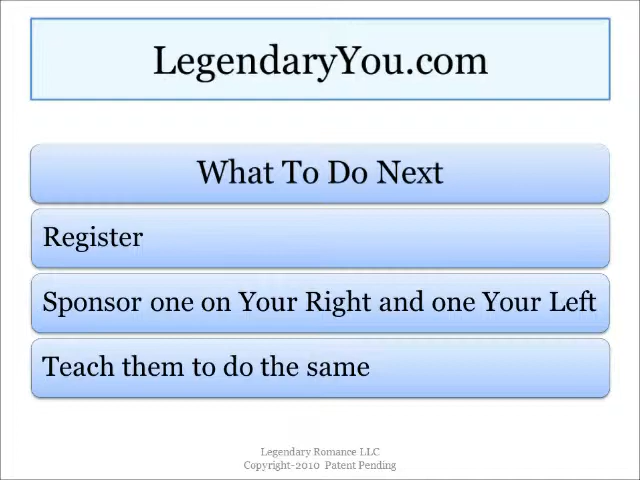 LegendaryYou.com
What To Do Next
Register
Sponsor one on Your Right and one Your Left
Teach them to do the same
Legendary Romance LLC
Copyright-2010 Patent Pending